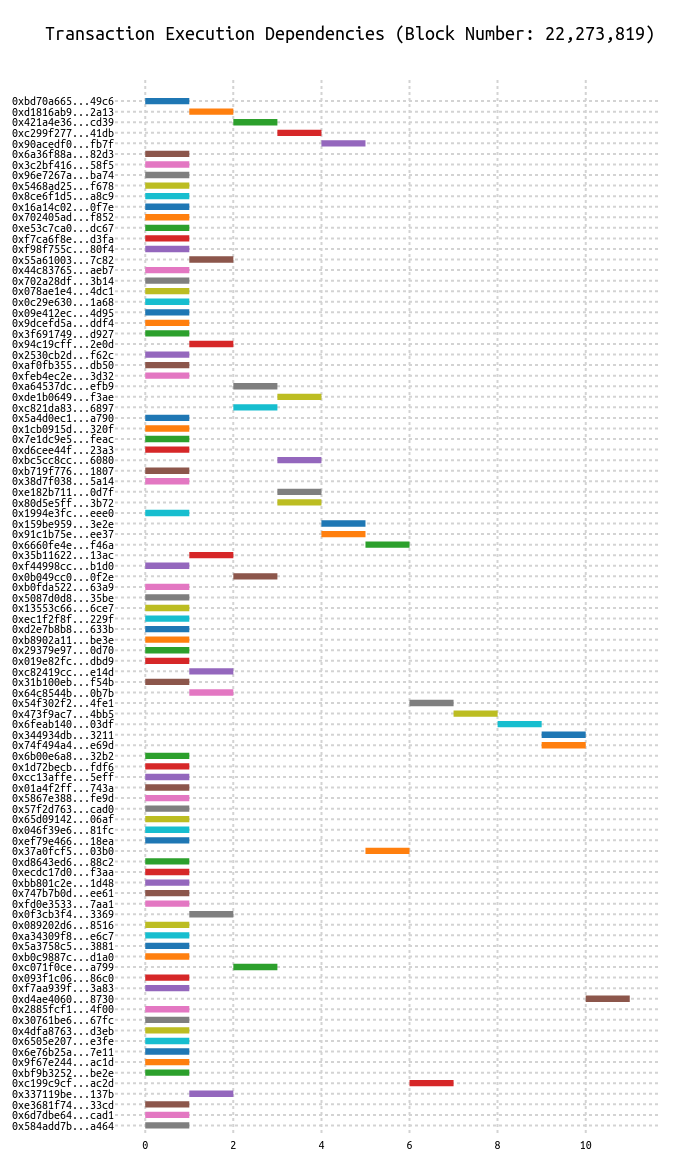 Transaction Execution Dependencies (Block Number: 22,273,819)
0xbd70a665...49c6
0xd1816ab9...2a13
0x421a4e36...cd39
0xc299f277...41db
0x90acedf0...fb7f
0x6a36f88a...82d3
0x3c2bf416...58f5
0x96e7267a...ba74
0x5468ad25...f678
0x8ce6f1d5...a8c9
0x16a14c02...0f7e
0x702405ad...f852
0xe53c7ca0...dc67
0xf7ca6f8e...d3fa
0xf98f755c...80f4
0x55a61003...7c82
0x44c83765...aeb7
0x702a28df...3b14
0x078ae1e4...4dc1
0x0c29e630...1a68
0x09e412ec...4d95
0x9dcefd5a...ddf4
0x3f691749...d927
0x94c19cff...2e0d
0x2530cb2d...f62c
0xaf0fb355...db50
0xfeb4ec2e...3d32
0xa64537dc...efb9
0xde1b0649...f3ae
0xc821da83...6897
0x5a4d0ec1...a790
0x1cb0915d...320f
0x7e1dc9e5...feac
0xd6cee44f...23a3
0xbc5cc8cc...6080
0xb719f776...1807
0x38d7f038...5a14
0xe182b711...0d7f
0x80d5e5ff...3b72
0x1994e3fc...eee0
0x159be959...3e2e
0x91c1b75e...ee37
0x6660fe4e...f46a
0x35b11622...13ac
0xf44998cc...b1d0
0x0b049cc0...0f2e
0xb0fda522...63a9
0x5087d0d8...35be
0x13553c66...6ce7
0xec1f2f8f...229f
0xd2e7b8b8...633b
0xb8902a11...be3e
0x29379e97...0d70
0x019e82fc...dbd9
0xc82419cc...e14d
0x31b100eb...f54b
0x64c8544b...0b7b
0x54f302f2...4fe1
0x473f9ac7...4bb5
0x6feab140...03df
0x344934db...3211
0x74f494a4...e69d
0x6b00e6a8...32b2
0x1d72becb...fdf6
0xcc13affe...5eff
0x01a4f2ff...743a
0x5867e388...fe9d
0x57f2d763...cad0
0x65d09142...06af
0x046f39e6...81fc
0xef79e466...18ea
0x37a0fcf5...03b0
0xd8643ed6...88c2
0xecdc17d0...f3aa
0xbb801c2e...1d48
0x747b7b0d...ee61
0xfd0e3533...7aa1
0x0f3cb3f4...3369
0x089202d6...8516
0xa34309f8...e6c7
0x5a3758c5...3881
0xb0c9887c...d1a0
0xc071f0ce...a799
0x093f1c06...86c0
0xf7aa939f...3a83
0xd4ae4060...8730
0x2885fcf1...4f00
0x30761be6...67fc
0x4dfa8763...d3eb
0x6505e207...e3fe
0x6e76b25a...7e11
0x9f67e244...ac1d
0xbf9b3252...be2e
0xc199c9cf...ac2d
0x337119be...137b
0xe3681f74...33cd
0x6d7dbe64...cad1
0x584add7b...a464
0 2 4 6 8 10